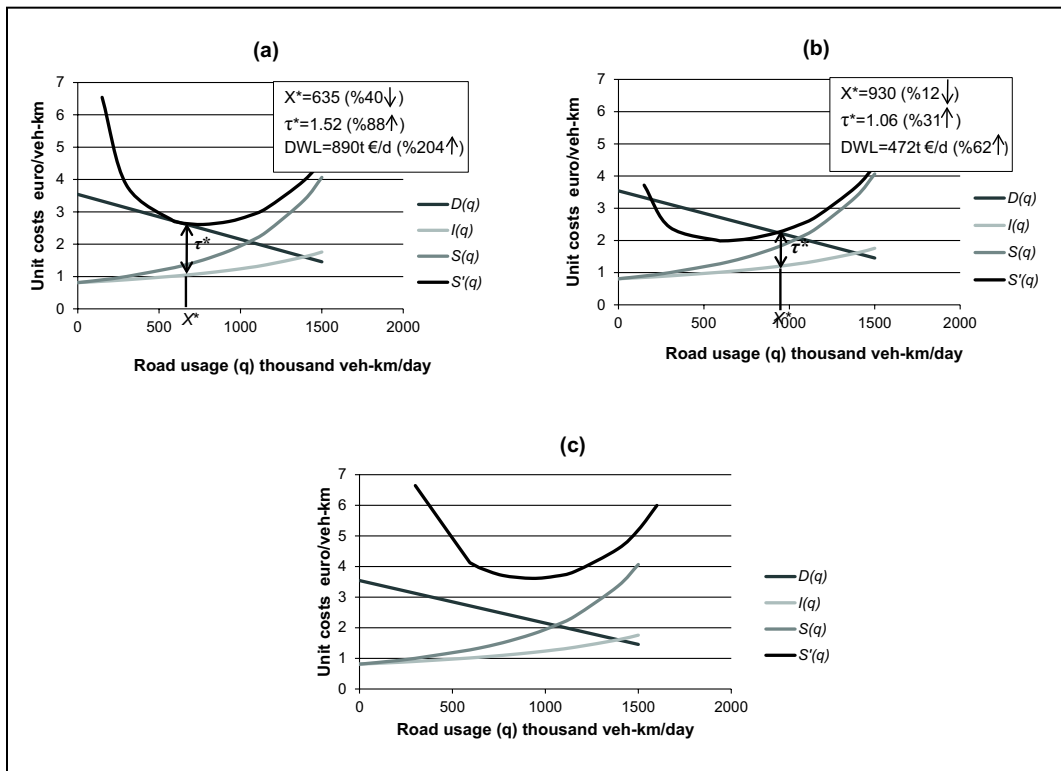 (a)
Unit costs euro/veh-km
7
6
5
4
3
2
1
0
X*=635 (%40↓)
τ*=1.52 (%88↑)
DWL=890t €/d (%204↑)
τ*
X*
0 500 1000 1500 2000
Road usage (q) thousand veh-km/day
D(q)
I(q)
S(q)
S'(q)
(b)
Unit costs euro/veh-km
7
6
5
4
3
2
1
0
X*=930 (%12↓)
τ*=1.06 (%31↑)
DWL=472t €/d (%62↑)
τ*
X*
0 500 1000 1500 2000
Road usage (q) thousand veh-km/day
D(q)
I(q)
S(q)
S'(q)
(c)
Unit costs euro/veh-km
7
6
5
4
3
2
1
0
0 500 1000 1500 2000
Road usage (q) thousand veh-km/day
D(q)
I(q)
S(q)
S'(q)